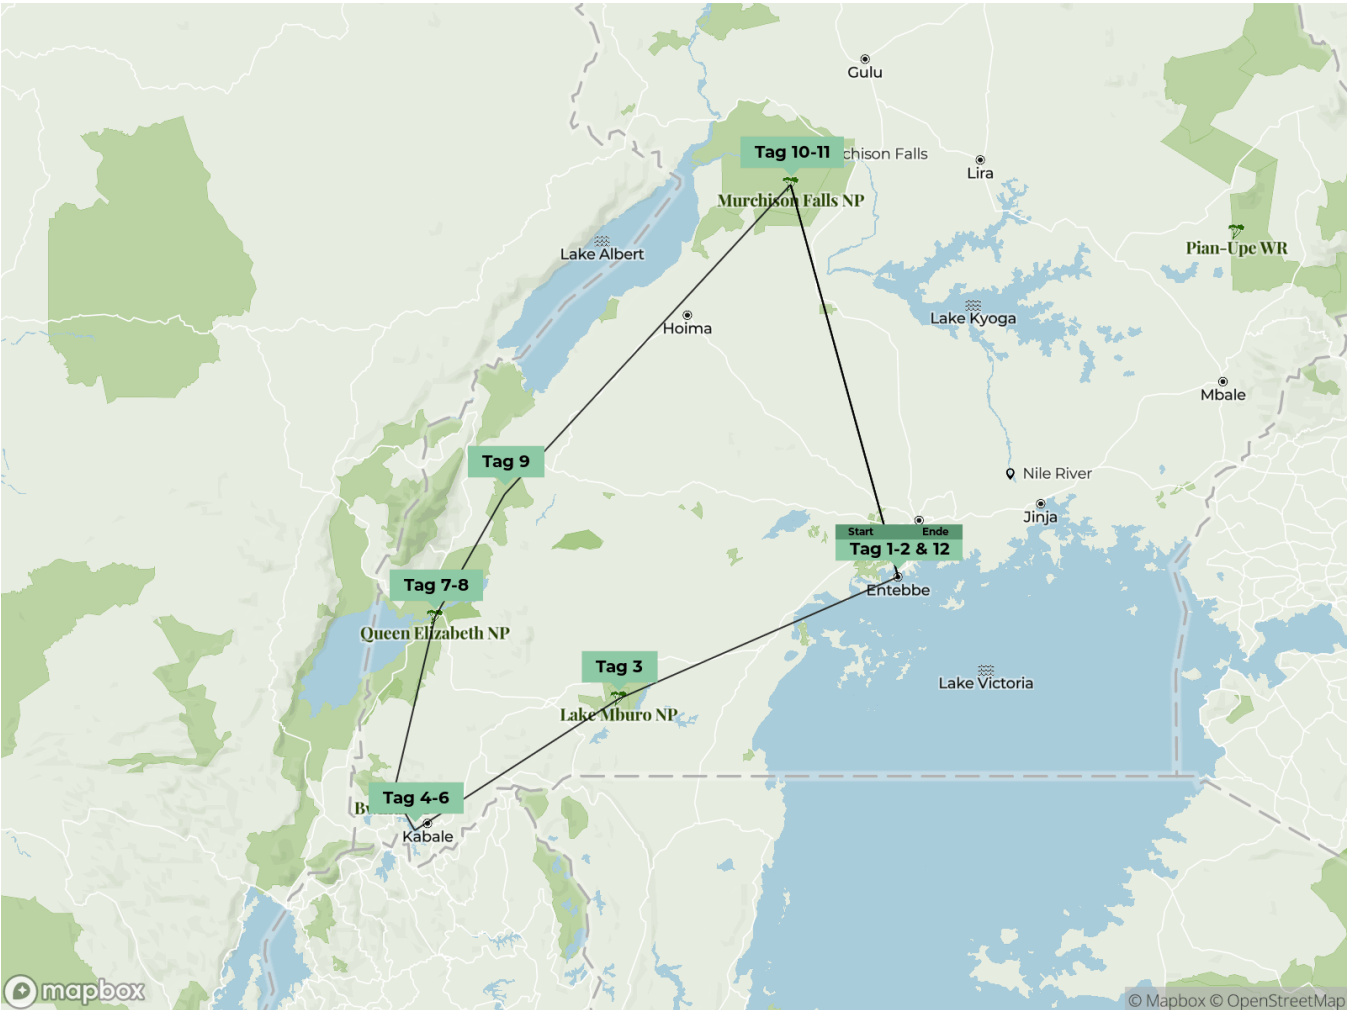 Gulu
Tag 10-11
chison Falls
Lira
Murchison Falls NP
Pian-Upe WR
Lake Albert
Lake Kyoga
Hoima
Mbale
Tag 9
Nile River
Jinja
Start
Ende
Tag 1-2 & 12
Entebbe
Tag 7-8
Queen Elizabeth NP
Tag 3
Lake Victoria
Lake Mburo NP
Tag 4-6
Kabale
mapbox
© Mapbox © OpenStreetMap